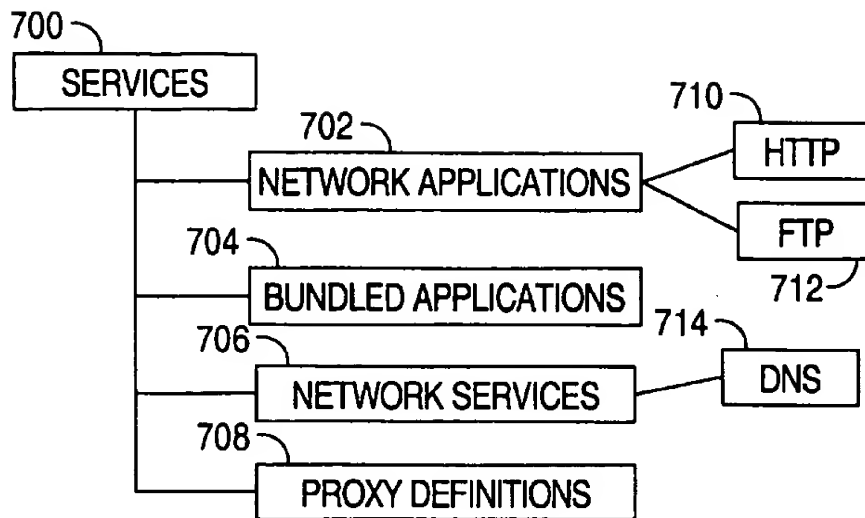 700
SERVICES
702
NETWORK APPLICATIONS
710
HTTP
FTP
712
704
BUNDLED APPLICATIONS
706
NETWORK SERVICES
714
DNS
708
PROXY DEFINITIONS